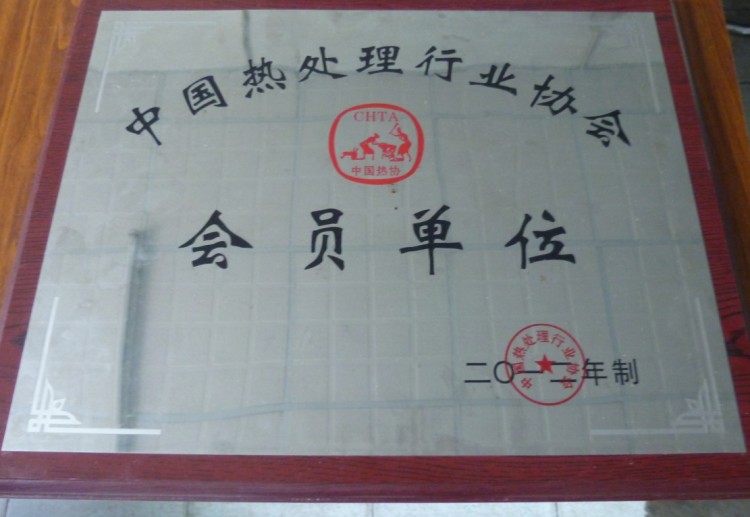 中国热处理行业协会
CHTA
中国热协
会员单位
中国热处理行业协会
二〇一二年制